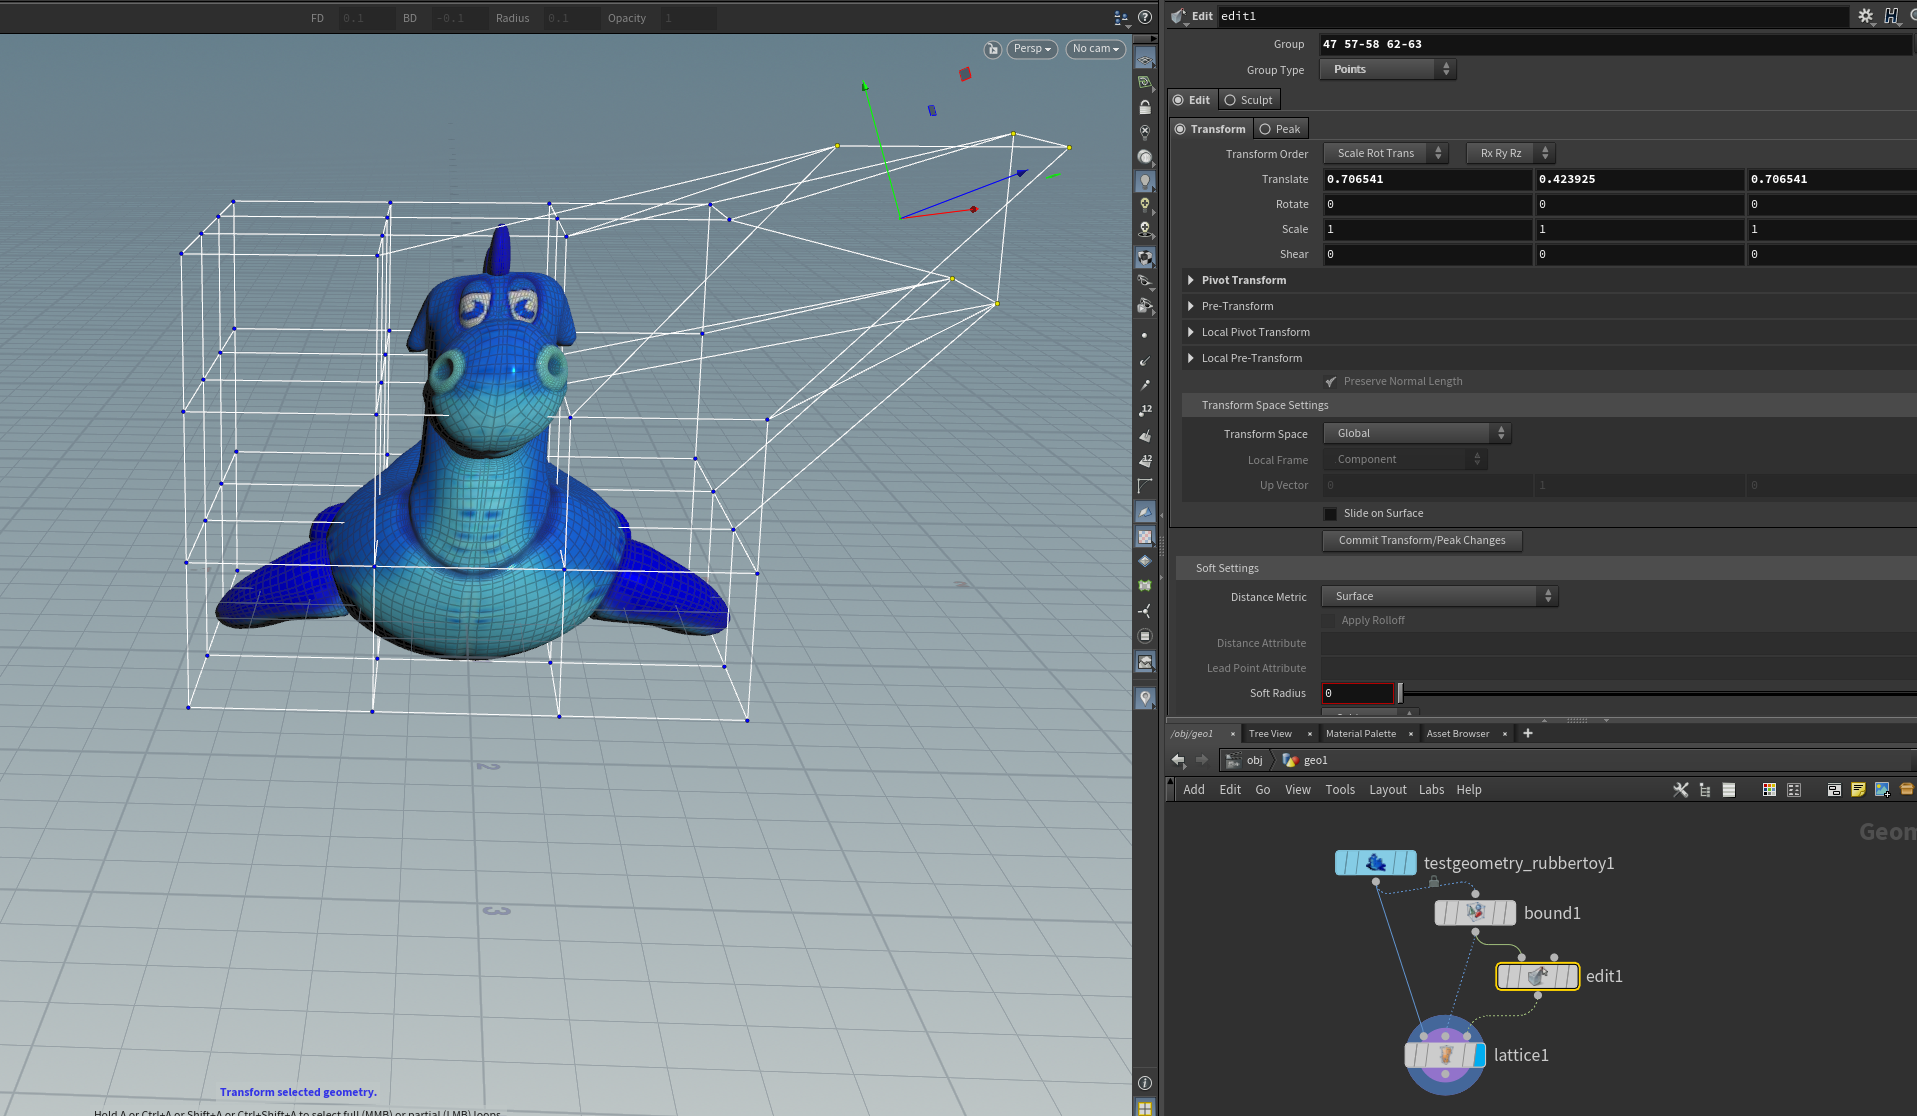 FD 0.1 BD -0.1 Radius 0.1 Opacity 1
Persp No cam
Transform selected geometry.
Hold A or Ctrl+A or Shift+A or Ctrl+Shift+A to select full (MMB) or partial (LMB) loops
2
3
12
12
Edit edit1
Group 47 57-58 62-63
Group Type Points
Edit Sculpt
Transform Peak
Transform Order Scale Rot Trans Rx Ry Rz
Translate 0.706541 0.423925 0.706541
Rotate 0 0 0
Scale 1 1 1
Shear 0 0 0
Pivot Transform
Pre-Transform
Local Pivot Transform
Local Pre-Transform
Preserve Normal Length
Transform Space Settings
Transform Space Global
Local Frame Component
Up Vector 0 1 0
Slide on Surface
Commit Transform/Peak Changes
Soft Settings
Distance Metric Surface
Apply Rolloff
Distance Attribute
Lead Point Attribute
Soft Radius 0
/obj/geo1 Tree View Material Palette Asset Browser
obj geo1
Add Edit Go View Tools Layout Labs Help
Geom
testgeometry_rubbertoy1
bound1
edit1
lattice1